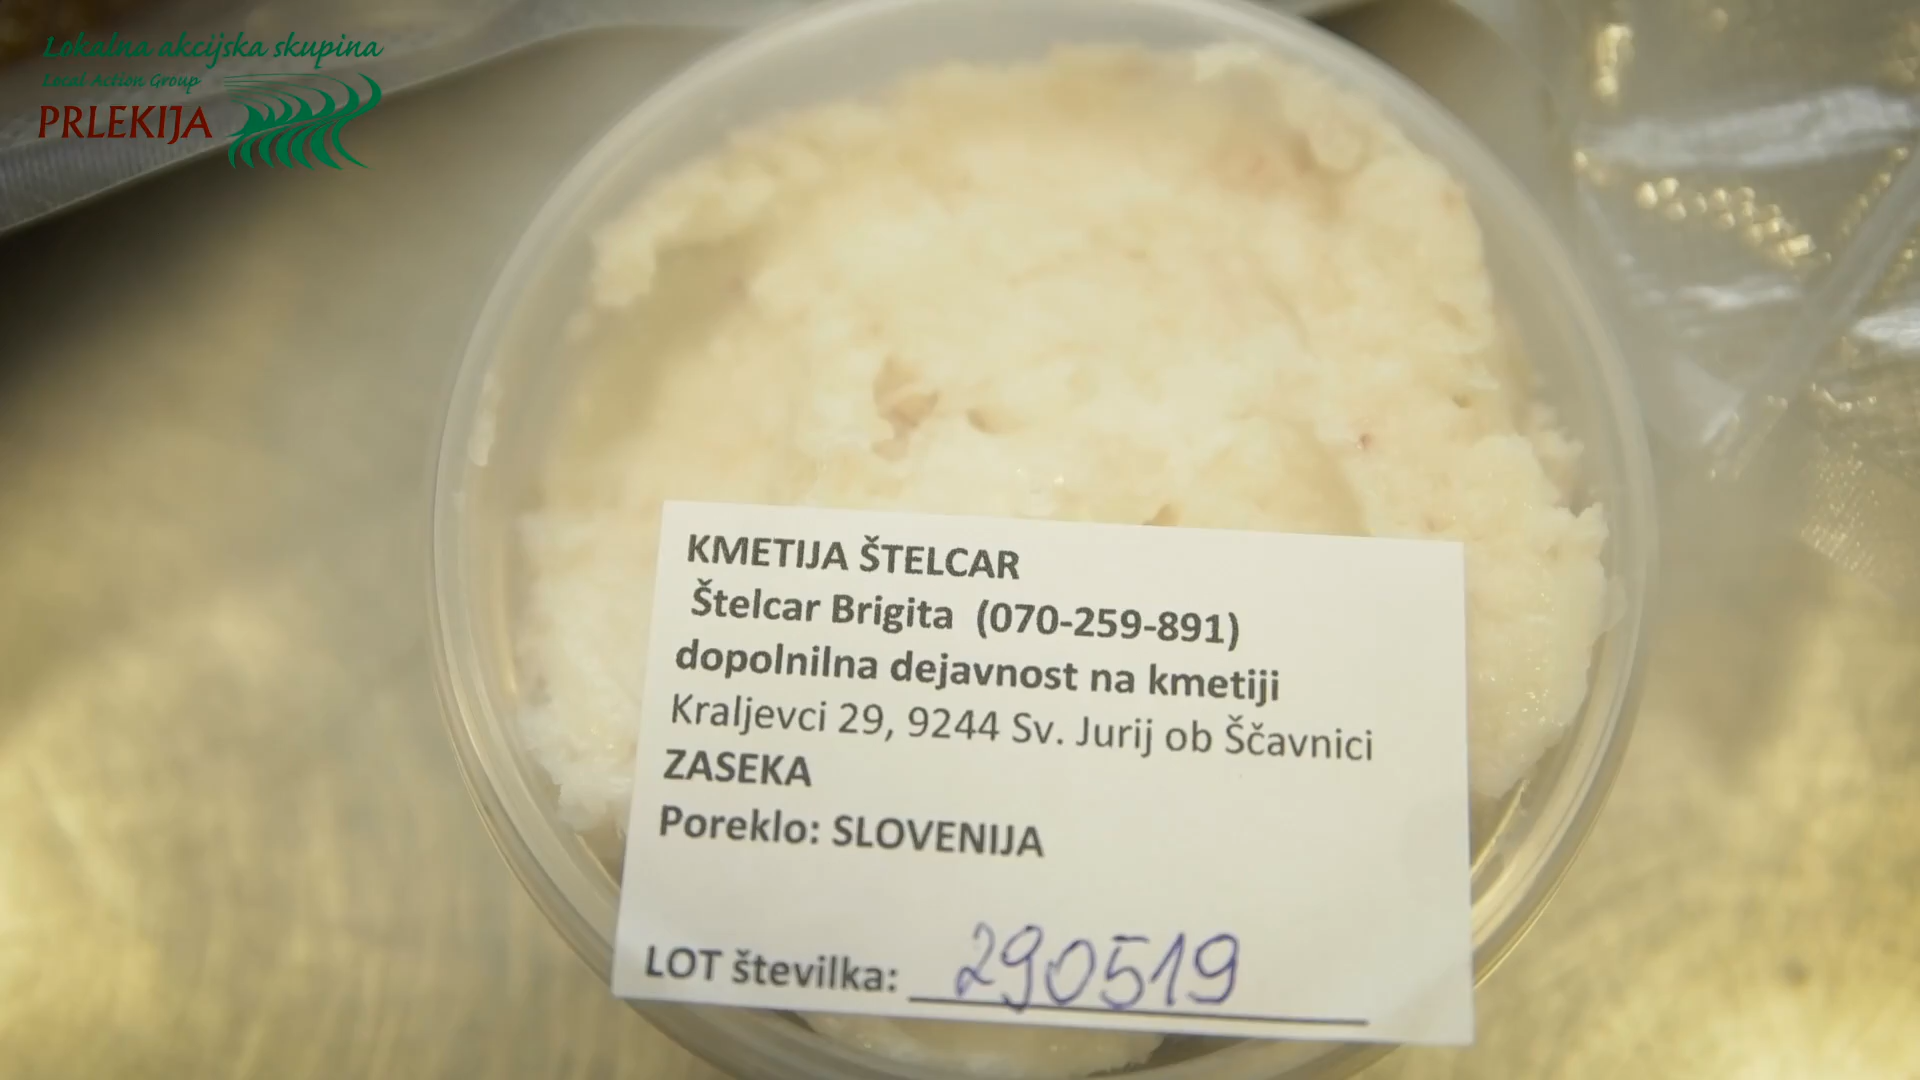 Lokalna akcijska skupina
Local Action Group
PRLEKIJA
KMETIJA ŠTELCAR
Štelcar Brigita (070-259-891)
dopolnilna dejavnost na kmetiji
Kraljevci 29, 9244 Sv. Jurij ob Ščavnici
ZASEKA
Poreklo: SLOVENIJA
LOT številka: 290519